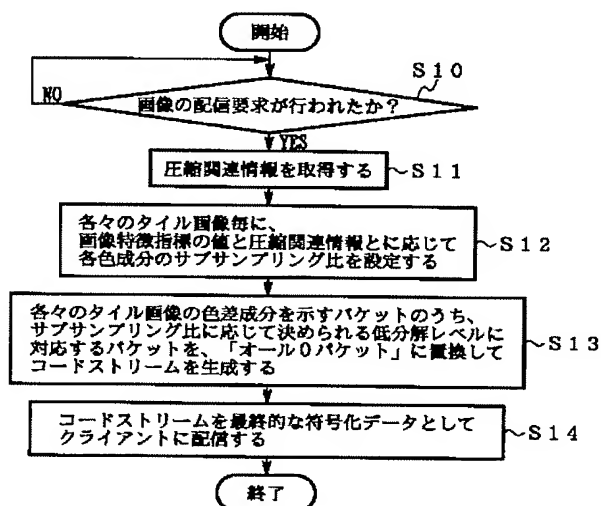 開始
S10
NO
画像の配信要求が行われたか?
YES
圧縮関連情報を取得する
S11
各々のタイル画像毎に、
画像特徴指標の値と圧縮関連情報とに応じて
各色成分のサブサンプリング比を設定する
S12
各々のタイル画像の色差成分を示すパケットのうち、
サブサンプリング比に応じて決められる低分解レベルに
対応するパケットを、「オール0パケット」に置換して
コードストリームを生成する
S13
コードストリームを最終的な符号化データとして
クライアントに配信する
S14
終了